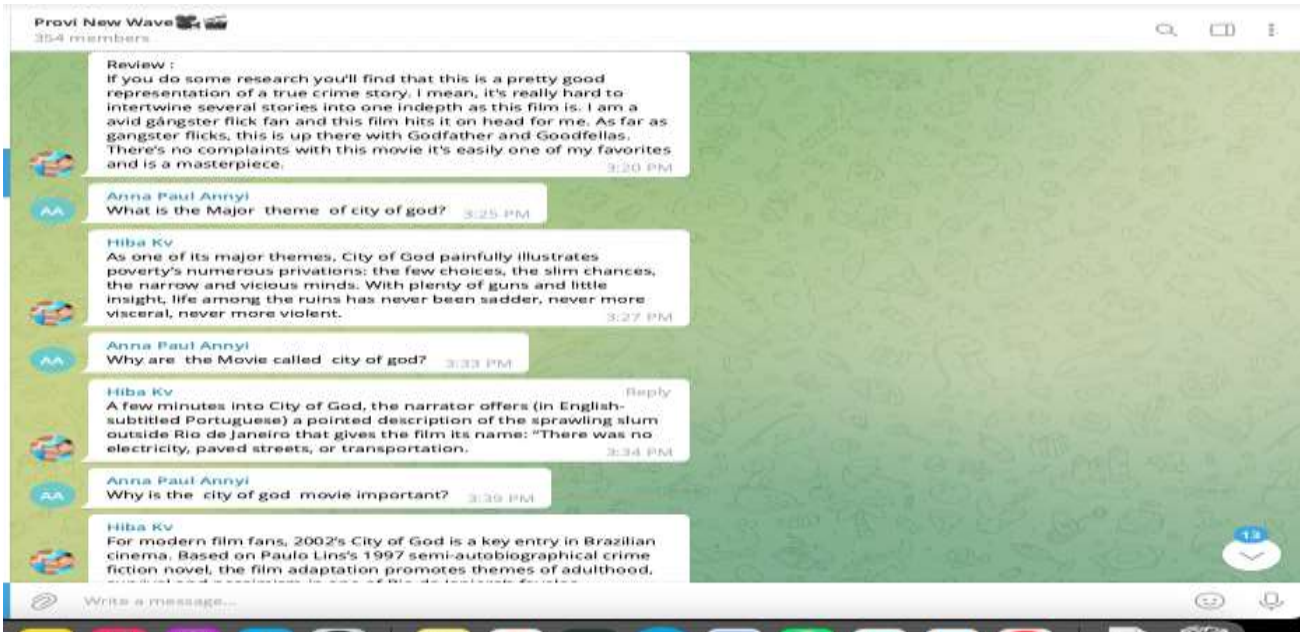 Provi New Wave🎥🎬
354 members
Review :
If you do some research you'll find that this is a pretty good
representation of a true crime story. I mean, it's really hard to
intertwine several stories into one indepth as this film is. I am a
avid gángster flick fan and this film hits it on head for me. As far as
gangster flicks, this is up there with Godfather and Goodfellas.
There's no complaints with this movie it's easily one of my favorites
and is a masterpiece.
3:20 PM
Anna Paul Annyi
AA
What is the Major theme of city of god? 3:25 PM
Hiba Kv
As one of its major themes, City of God painfully illustrates
poverty's numerous privations: the few choices, the slim chances,
the narrow and vicious minds. With plenty of guns and little
insight, life among the ruins has never been sadder, never more
visceral, never more violent.
3:27 PM
Anna Paul Annyi
AA
Why are the Movie called city of god? 3:33 PM
Hiba Kv Reply
A few minutes into City of God, the narrator offers (in English-
subtitled Portuguese) a pointed description of the sprawling slum
outside Rio de Janeiro that gives the film its name: "There was no
electricity, paved streets, or transportation.
3:34 PM
Anna Paul Annyi
AA
Why is the city of god movie important? 3:39 PM
Hiba Kv
For modern film fans, 2002's City of God is a key entry in Brazilian
cinema. Based on Paulo Lins's 1997 semi-autobiographical crime
fiction novel, the film adaptation promotes themes of adulthood,
13
Write a message...